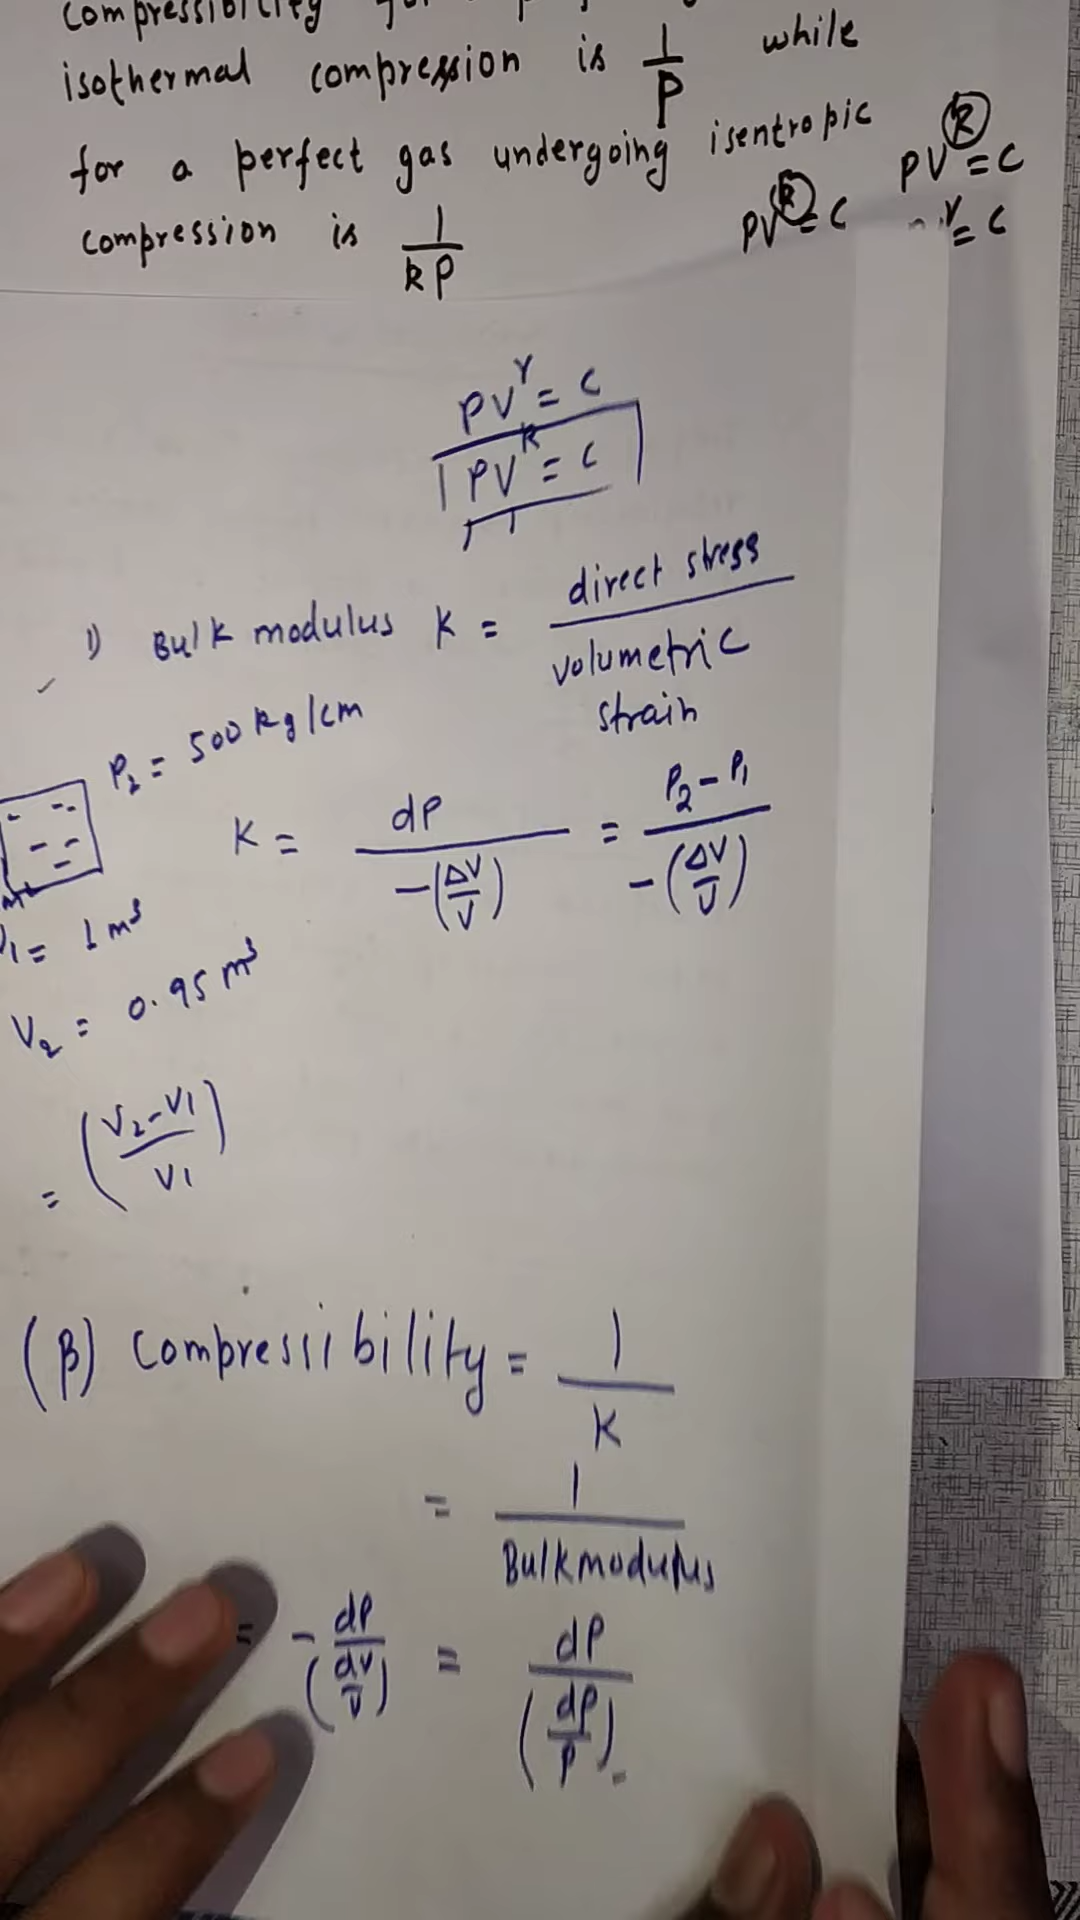 compressibility for
isothermal compression is 1/P while
for a perfect gas undergoing isentropic
compression is 1/kP
PV^k = C
PV^k = C
^γ = C
PV^γ = C
PV^k = C
1) Bulk modulus K = direct stress / volumetric strain
P2 = 500 kg/cm
K = dP / -(ΔV/V) = P2 - P1 / -(ΔV/V)
1 = 1 m³
V2 = 0.95 m³
= (V2-V1 / V1)
(β) Compressibility = 1/K
= 1 / Bulkmodulus
= - dP / (dv/V) = dP / (dP/P)